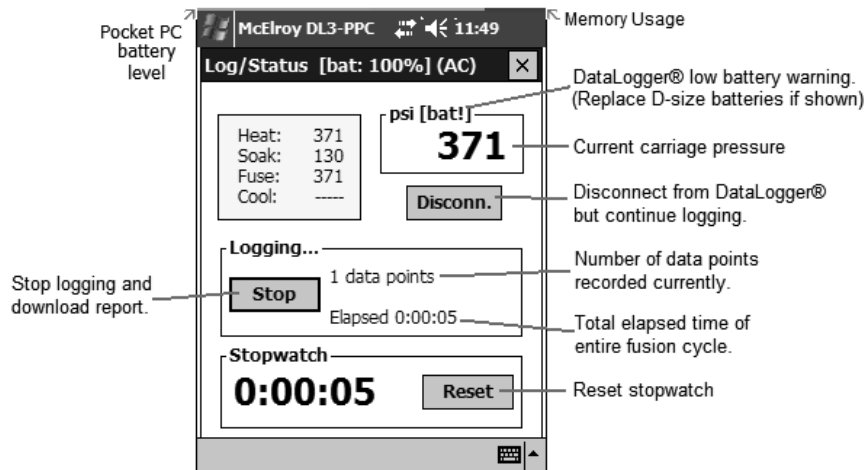 Pocket PC
battery
level
McElroy DL3-PPC 11:49
Memory Usage
Log/Status [bat: 100%] (AC)
DataLogger® low battery warning.
(Replace D-size batteries if shown)
Heat: 371
Soak: 130
Fuse: 371
Cool: -----
psi [bat!]
371
Current carriage pressure
Disconn.
Disconnect from DataLogger®
but continue logging.
Logging...
Stop
1 data points
Elapsed 0:00:05
Stop logging and
download report.
Number of data points
recorded currently.
Total elapsed time of
entire fusion cycle.
Stopwatch
0:00:05
Reset
Reset stopwatch